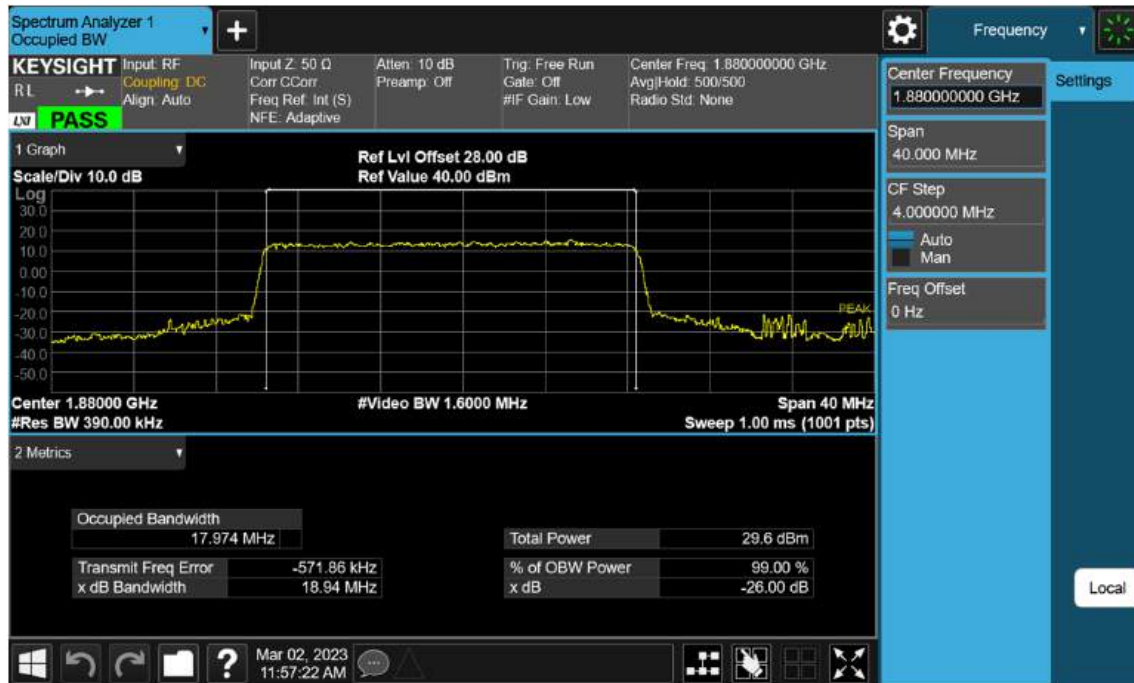 Spectrum Analyzer 1
Occupied BW
+
Frequency
KEYSIGHT
RL
LXI PASS
Input: RF
Coupling: DC
Align: Auto
Input Z: 50 Ω
Corr CCorr
Freq Ref: Int (S)
NFE: Adaptive
Atten: 10 dB
Preamp: Off
Trig: Free Run
Gate: Off
#IF Gain: Low
Center Freq: 1.880000000 GHz
Avg|Hold: 500/500
Radio Std: None
Center Frequency
1.880000000 GHz
Settings
Span
40.000 MHz
CF Step
4.000000 MHz
Auto
Man
Freq Offset
0 Hz
Local
1 Graph
Scale/Div 10.0 dB
Ref Lvl Offset 28.00 dB
Ref Value 40.00 dBm
Log
30.0
20.0
10.0
0.00
-10.0
-20.0
-30.0
-40.0
-50.0
PEAK
Center 1.88000 GHz
#Video BW 1.6000 MHz
Span 40 MHz
#Res BW 390.00 kHz
Sweep 1.00 ms (1001 pts)
2 Metrics
Occupied Bandwidth
17.974 MHz
Total Power 29.6 dBm
Transmit Freq Error -571.86 kHz
% of OBW Power 99.00 %
x dB Bandwidth 18.94 MHz
x dB -26.00 dB
?
Mar 02, 2023
11:57:22 AM